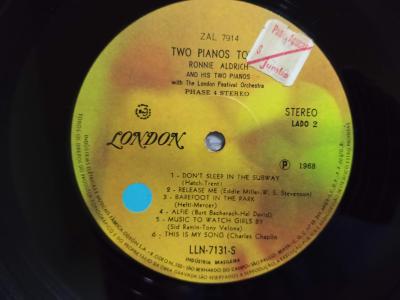 ZAL 7914
TWO PIANOS TO
RONNIE ALDRICH
AND HIS TWO PIANOS
with The London Festival Orchestra
PHASE 4 STEREO
S. Jumbo
STEREO
LADO 2
LONDON
P 1968
1 - DON'T SLEEP IN THE SUBWAY
(Hatch-Trent)
2 - RELEASE ME (Eddie Miller-W. S. Stevenson)
3 - BAREFOOT IN THE PARK
(Hefti-Mercer)
4 - ALFIE (Burt Bacharach-Hal David)
5 - MUSIC TO WATCH GIRLS BY
(Sid Ramin-Tony Velona)
6 - THIS IS MY SONG (Charles Chaplin
LLN-7131-S
INDÚSTRIA BRASILEIRA